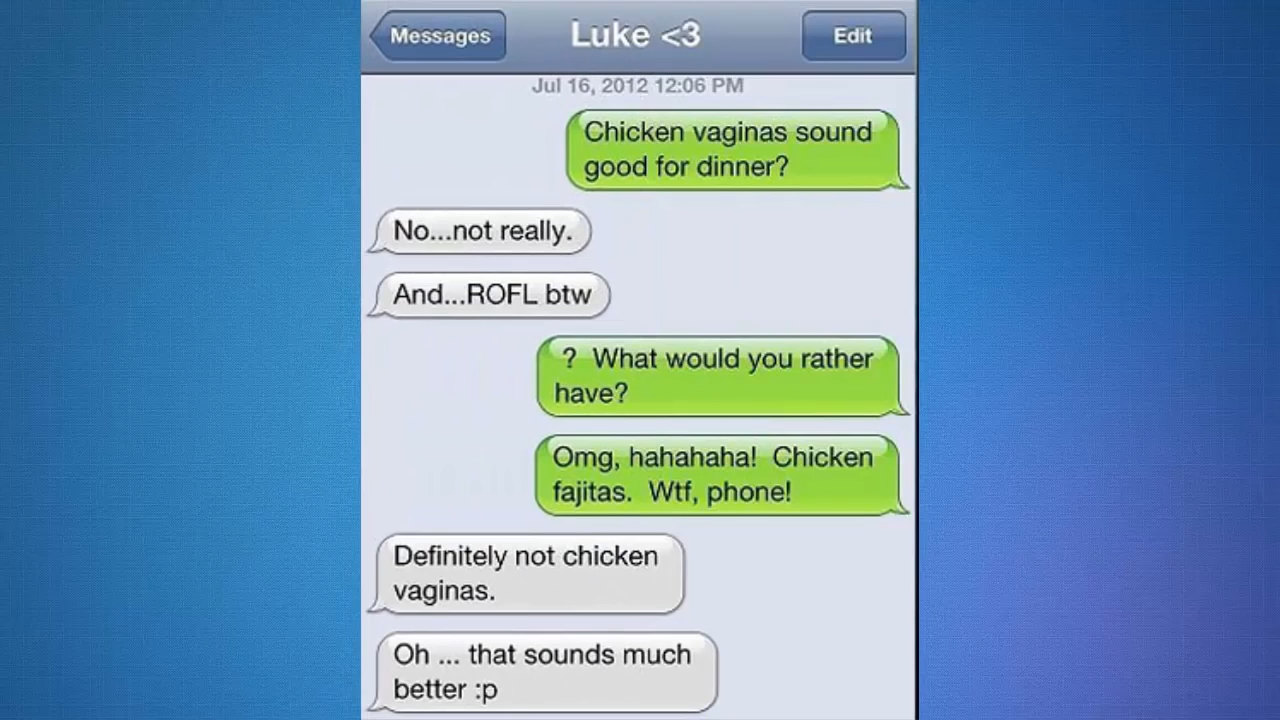 Messages
Luke <3
Edit
Jul 16, 2012 12:06 PM
Chicken vaginas sound
good for dinner?
No...not really.
And...ROFL btw
? What would you rather
have?
Omg, hahahaha! Chicken
fajitas. Wtf, phone!
Definitely not chicken
vaginas.
Oh ... that sounds much
better :p